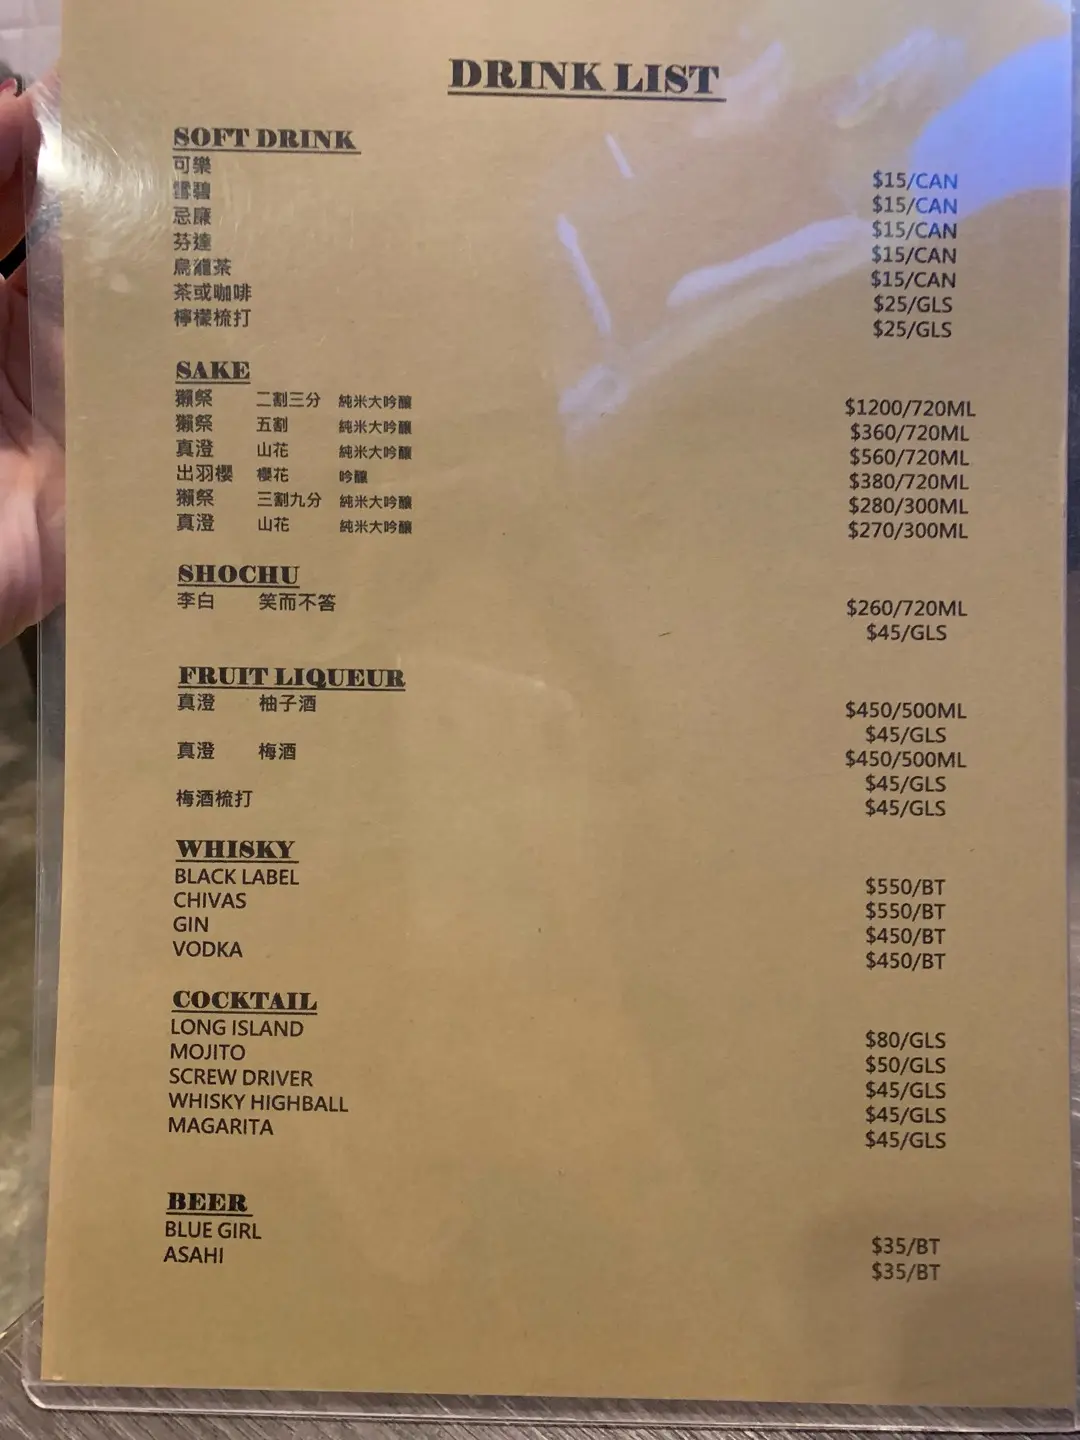 DRINK LIST
SOFT DRINK
可樂 $15/CAN
雪碧 $15/CAN
忌廉 $15/CAN
芬達 $15/CAN
烏龍茶 $15/CAN
茶或咖啡 $25/GLS
檸檬梳打 $25/GLS
SAKE
獺祭 二割三分 純米大吟釀 $1200/720ML
獺祭 五割 純米大吟釀 $360/720ML
真澄 山花 純米大吟釀 $560/720ML
出羽櫻 櫻花 吟釀 $380/720ML
獺祭 三割九分 純米大吟釀 $280/300ML
真澄 山花 純米大吟釀 $270/300ML
SHOCHU
李白 笑而不答 $260/720ML
$45/GLS
FRUIT LIQUEUR
真澄 柚子酒 $450/500ML
$45/GLS
真澄 梅酒 $450/500ML
$45/GLS
梅酒梳打 $45/GLS
WHISKY
BLACK LABEL $550/BT
CHIVAS $550/BT
GIN $450/BT
VODKA $450/BT
COCKTAIL
LONG ISLAND $80/GLS
MOJITO $50/GLS
SCREW DRIVER $45/GLS
WHISKY HIGHBALL $45/GLS
MAGARITA $45/GLS
BEER
BLUE GIRL $35/BT
ASAHI $35/BT